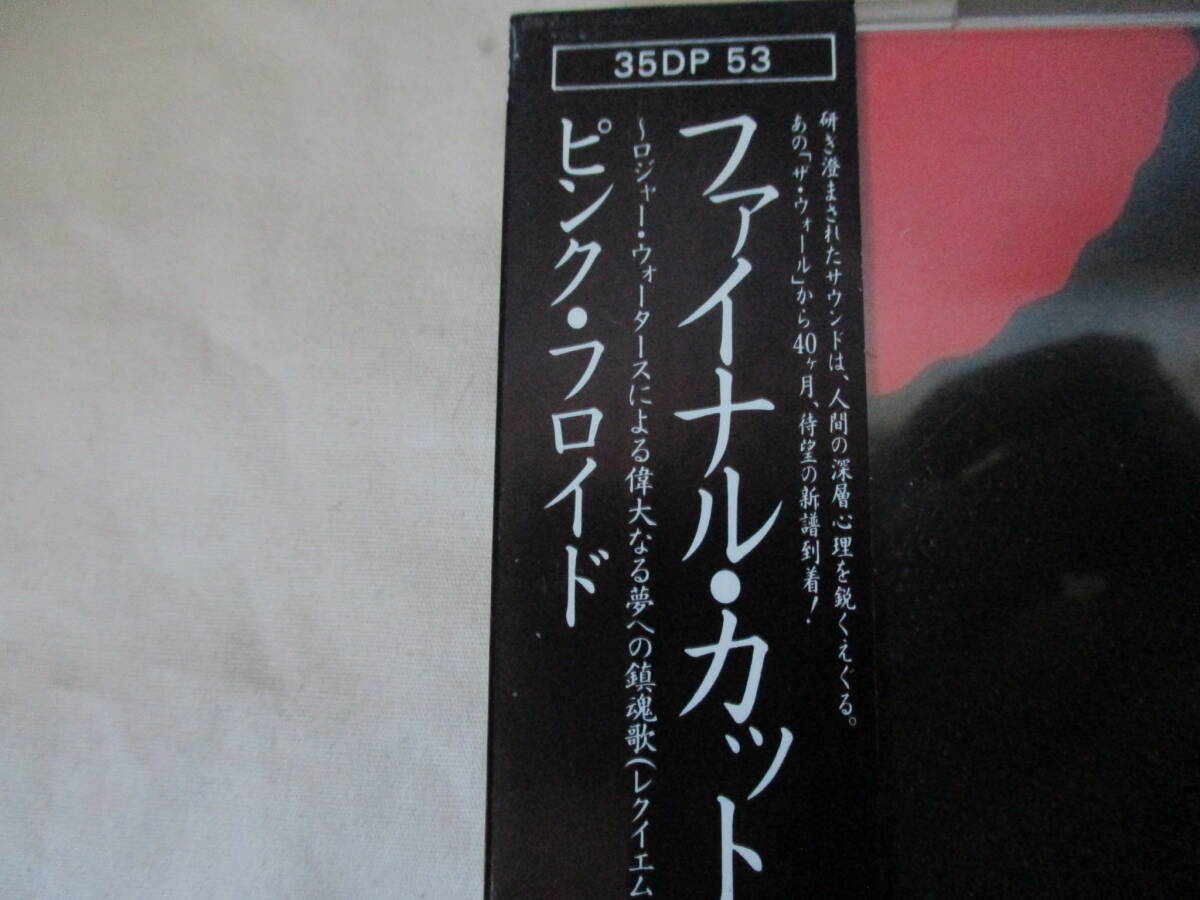 35DP 53
研き澄まされたサウンドは、人間の深層心理を鋭くえぐる。
あの「ザ・ウォール」から40ヶ月、待望の新譜到着!
ファイナル・カット
~ロジャー・ウォータースによる偉大なる夢への鎮魂歌(レクイエム
ピンク・フロイド